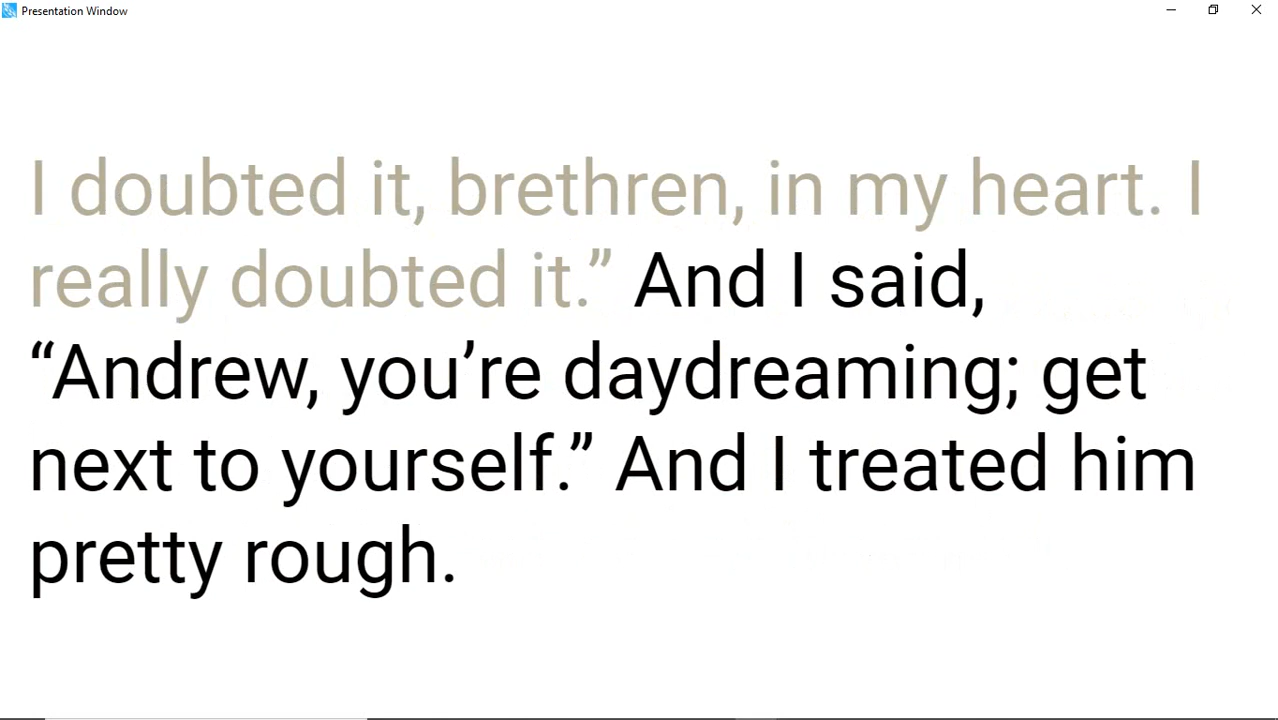 Presentation Window
I doubted it, brethren, in my heart. I
really doubted it.” And I said,
“Andrew, you’re daydreaming; get
next to yourself.” And I treated him
pretty rough.